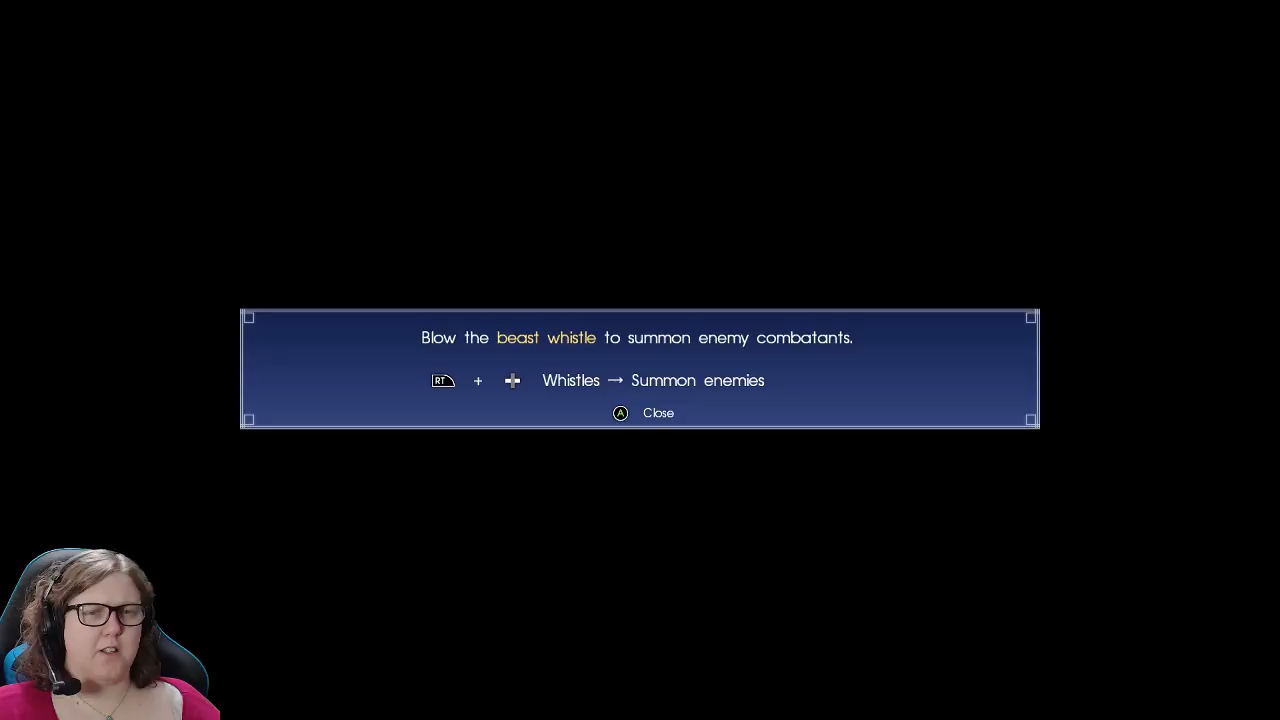 Blow the beast whistle to summon enemy combatants.
RT + Whistles → Summon enemies
A Close